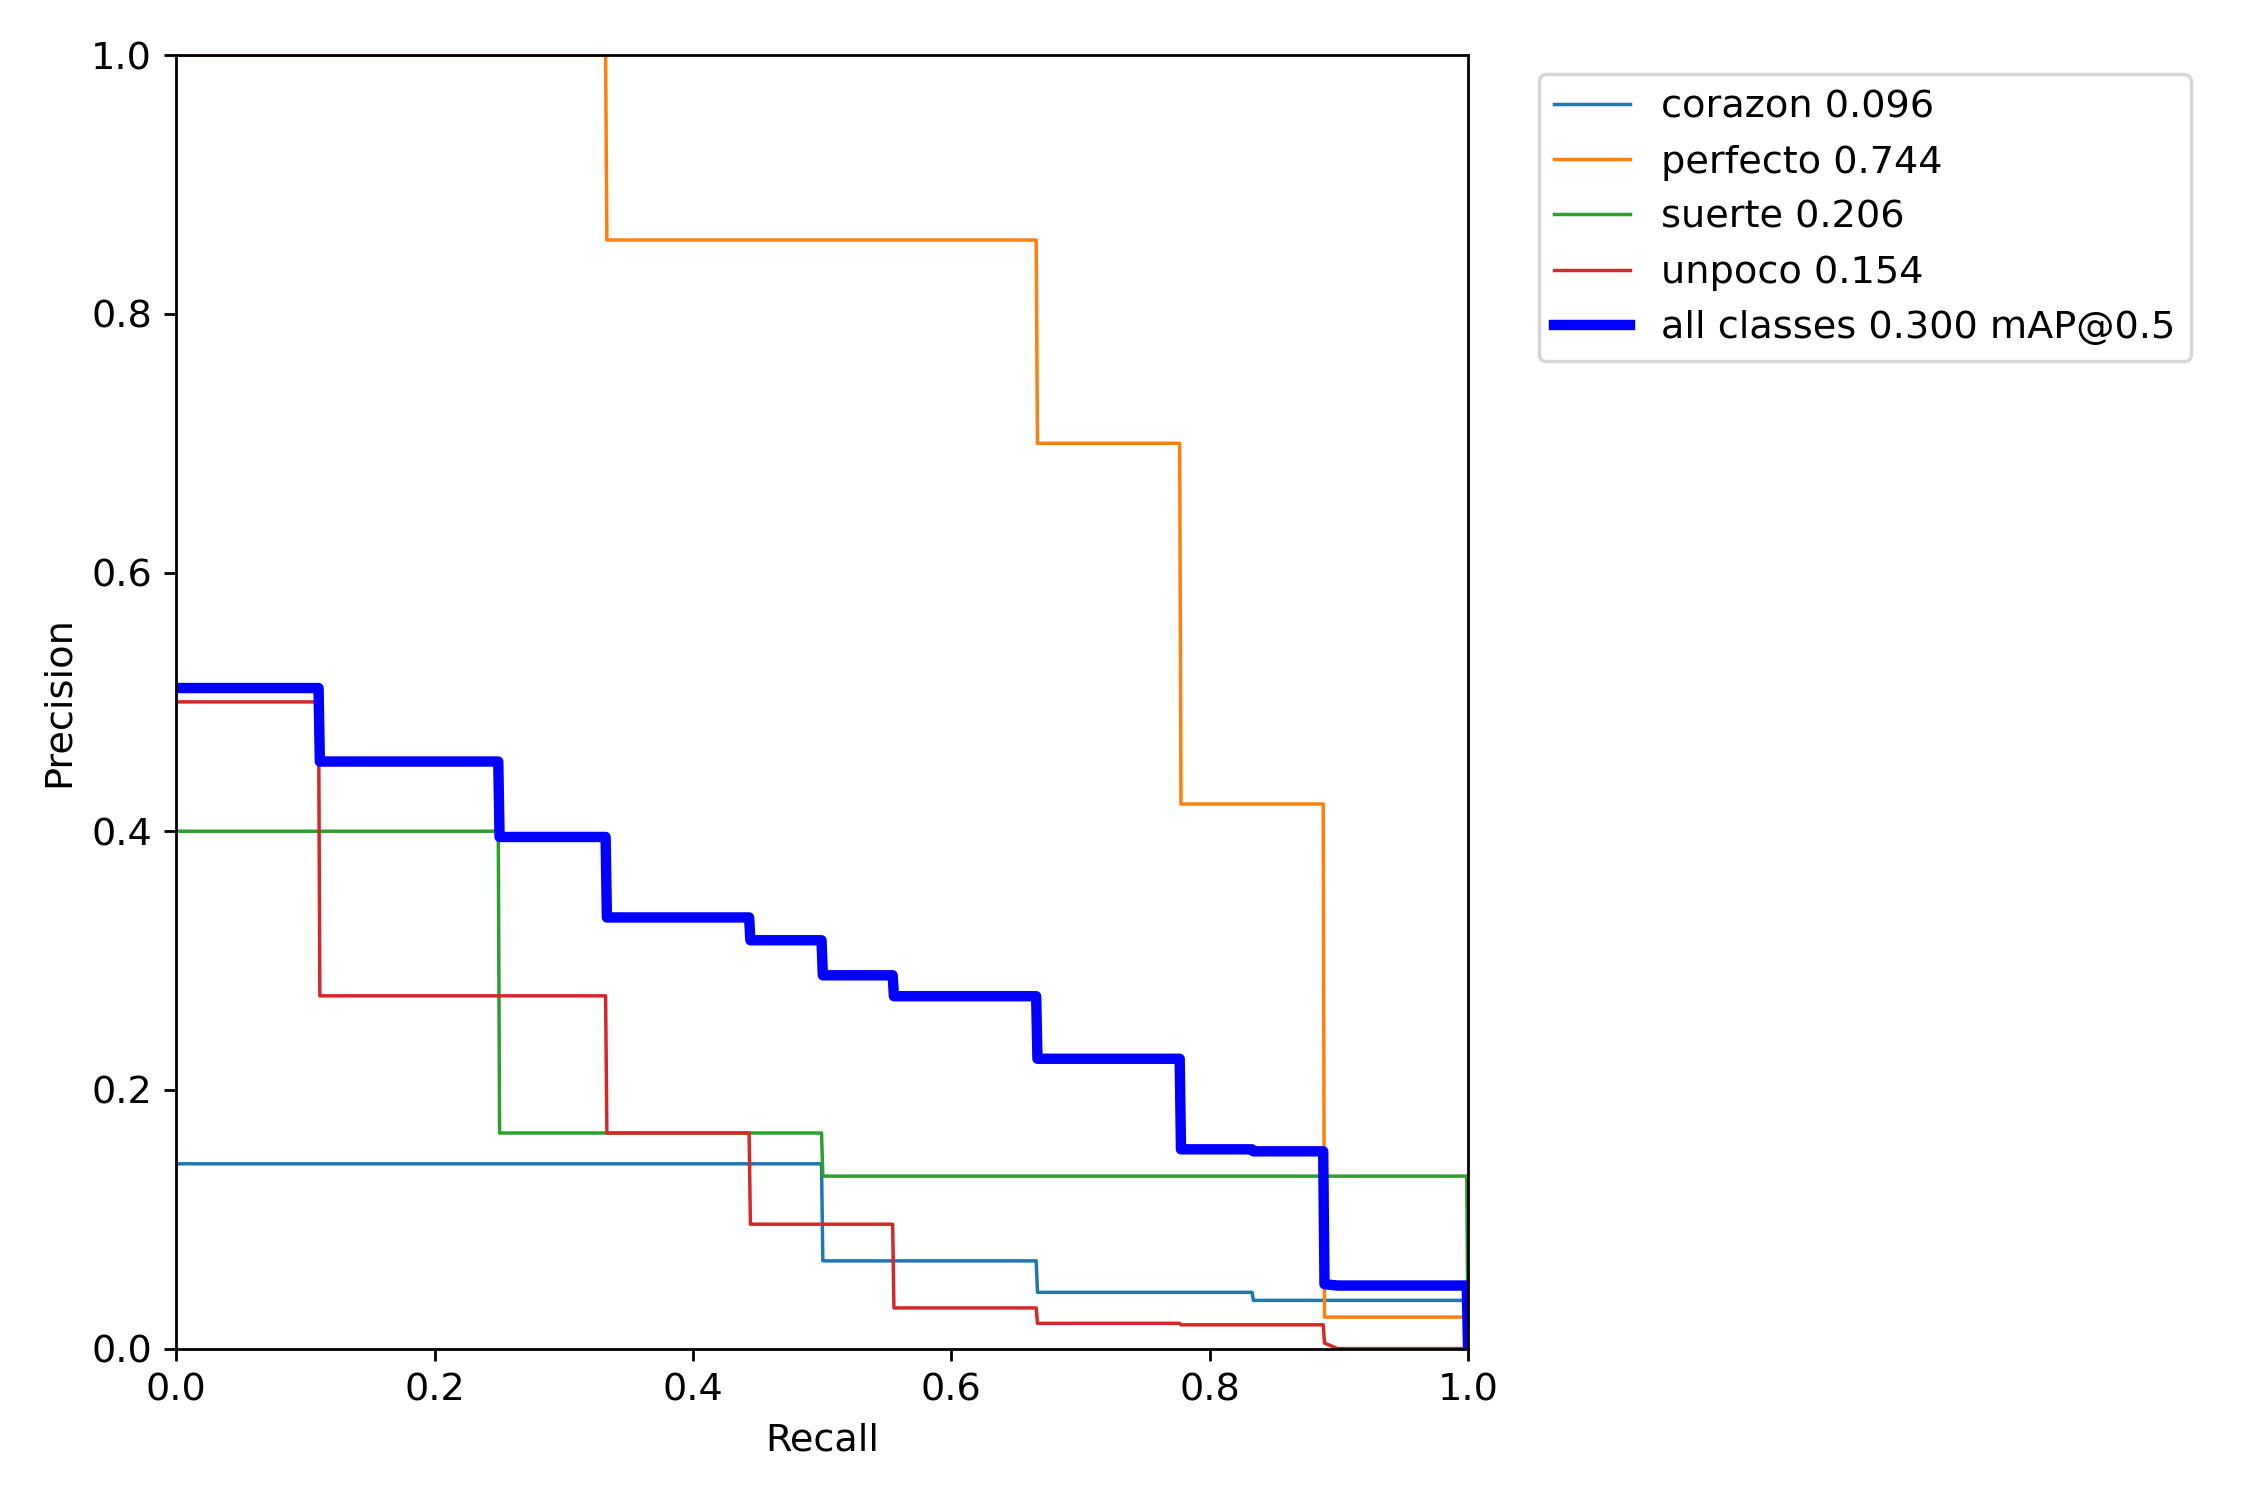 1.0
0.8
0.6
0.4
0.2
0.0
Precision
0.0 0.2 0.4 0.6 0.8 1.0
Recall
corazon 0.096
perfecto 0.744
suerte 0.206
unpoco 0.154
all classes 0.300 mAP@0.5